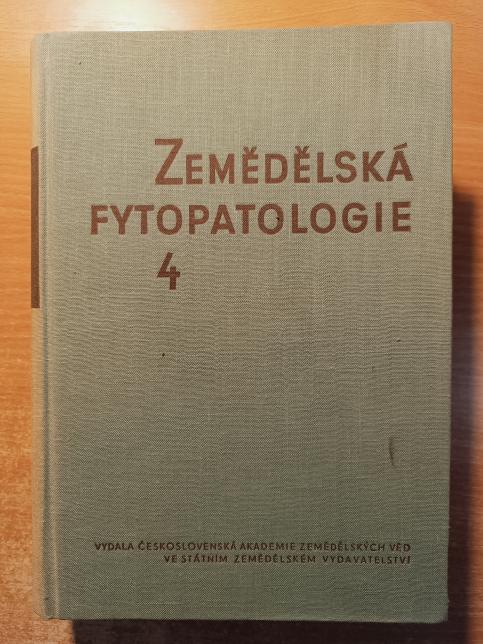 ZEMĚDĚLSKÁ
FYTOPATOLOGIE
4
VYDALA ČESKOSLOVENSKÁ AKADEMIE ZEMĚDĚLSKÝCH VĚD
VE STÁTNÍM ZEMĚDĚLSKÉM VYDAVATELSTVÍ